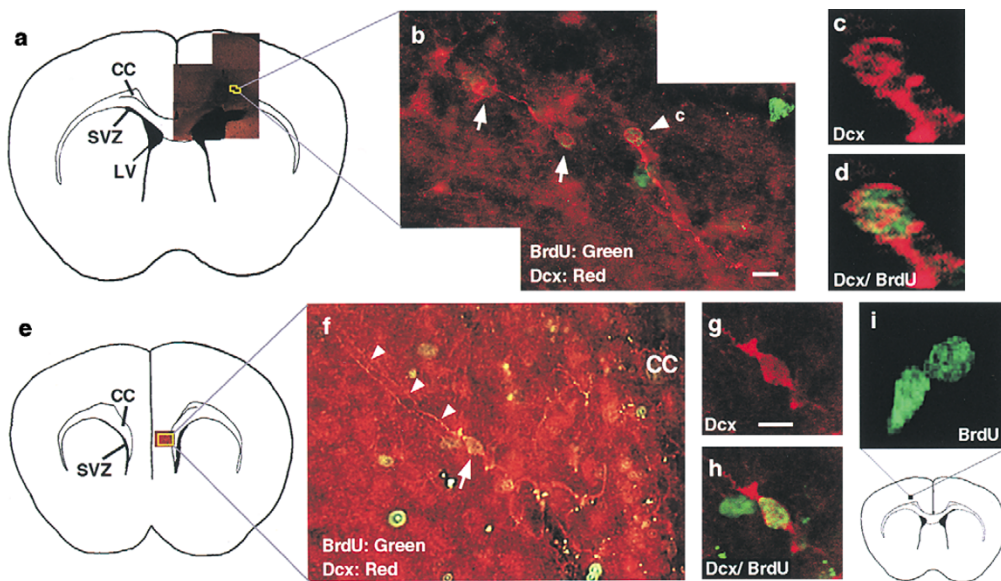 a
CC
SVZ
LV
b
c
BrdU: Green
Dcx: Red
c
Dcx
d
Dcx/ BrdU
e
CC
SVZ
f
CC
BrdU: Green
Dcx: Red
g
Dcx
h
Dcx/ BrdU
i
BrdU